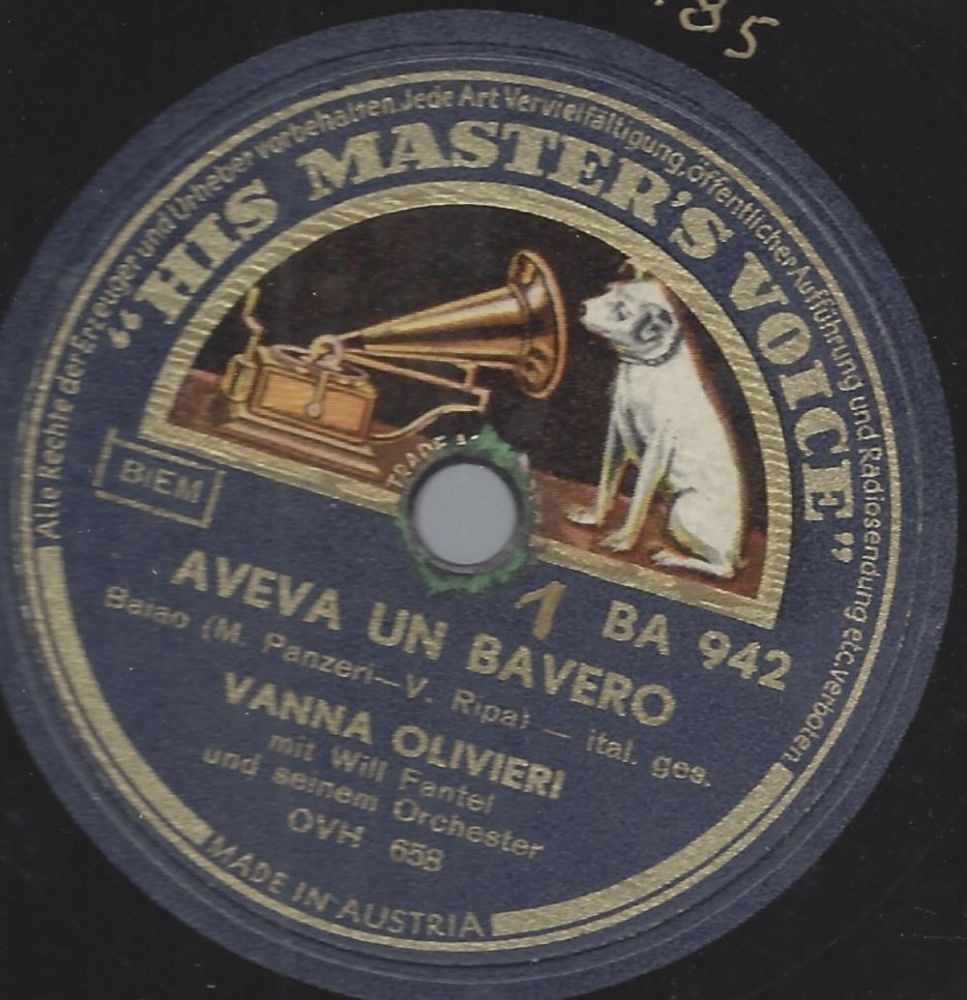 85
Alle Rechte der Erzeuger und Urheber vorbehalten. Jede Art Vervielfältigung, öffentlicher Aufführung und Radiosendung etc. verboten!
"HIS MASTER'S VOICE"
TRADE
BIEM
1
BA 942
AVEVA UN BAVERO
Baiao (M. Panzeri—V. Ripa) — ital. ges.
VANNA OLIVIERI
mit Will Fantel
und seinem Orchester
OVH 658
MADE IN AUSTRIA